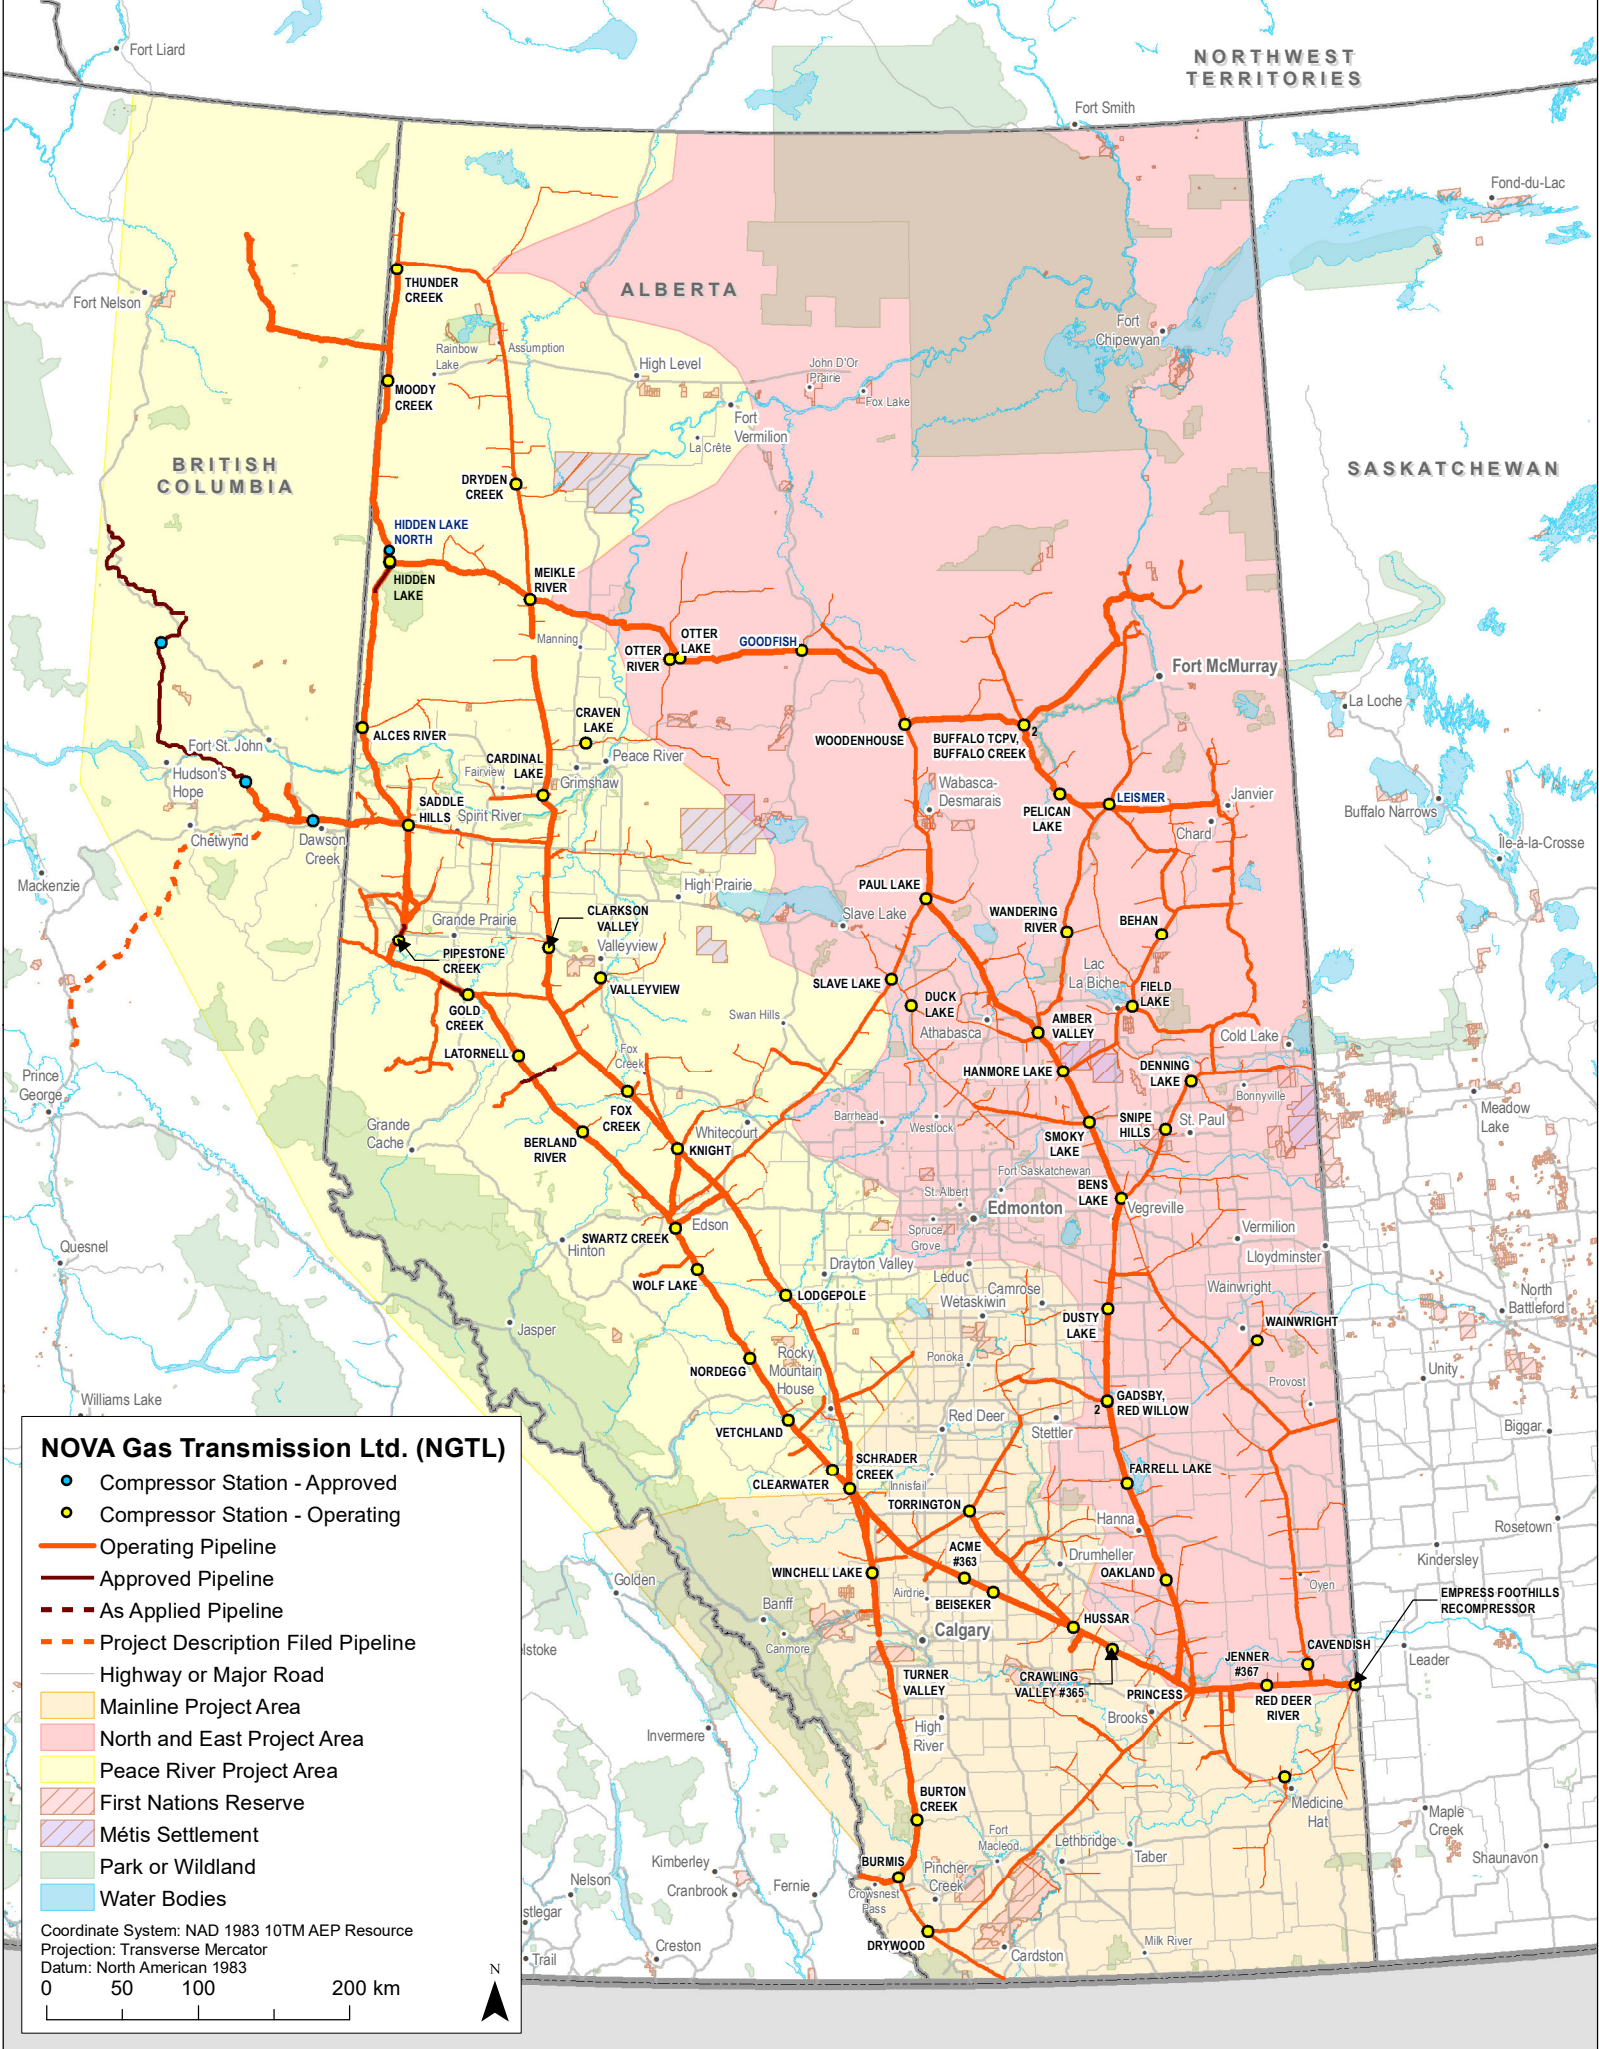 Fort Liard
NORTHWEST
TERRITORIES
Fort Smith
Fond-du-Lac
THUNDER
CREEK
ALBERTA
Fort Nelson
Fort
Chipewyan
Rainbow
Lake
Assumption
High Level
John D'Or
Prairie
Fox Lake
MOODY
CREEK
Fort
Vermilion
La Crête
BRITISH
COLUMBIA
SASKATCHEWAN
DRYDEN
CREEK
HIDDEN LAKE
NORTH
HIDDEN
LAKE
MEIKLE
RIVER
Manning
OTTER
RIVER
OTTER
LAKE
GOODFISH
Fort McMurray
La Loche
CRAVEN
LAKE
ALCES RIVER
WOODENHOUSE
BUFFALO TCPV,
BUFFALO CREEK
2
Fort St. John
Hudson's
Hope
CARDINAL
LAKE
Peace River
Fairview
Grimshaw
Wabasca-
Desmarais
PELICAN
LAKE
LEISMER
Janvier
Buffalo Narrows
SADDLE
HILLS
Spirit River
Chard
Chetwynd
Dawson
Creek
Île-à-la-Crosse
Mackenzie
High Prairie
PAUL LAKE
Grande Prairie
CLARKSON
VALLEY
Slave Lake
WANDERING
RIVER
BEHAN
Valleyview
PIPESTONE
CREEK
Lac
La Biche
VALLEYVIEW
SLAVE LAKE
DUCK
LAKE
FIELD
LAKE
GOLD
CREEK
Swan Hills
Athabasca
AMBER
VALLEY
Cold Lake
LATORNELL
Fox
Creek
HANMORE LAKE
DENNING
LAKE
Prince
George
Bonnyville
FOX
CREEK
Barrhead
Westlock
Meadow
Lake
Grande
Cache
BERLAND
RIVER
Whitecourt
KNIGHT
SMOKY
LAKE
SNIPE
HILLS
St. Paul
Fort Saskatchewan
St. Albert
BENS
LAKE
Edmonton
Vegreville
Edson
SWARTZ CREEK
Spruce
Grove
Vermilion
Lloydminster
Quesnel
Hinton
WOLF LAKE
Drayton Valley
Leduc
Camrose
Wainwright
LODGEPOLE
Wetaskiwin
DUSTY
LAKE
WAINWRIGHT
North
Battleford
Jasper
NORDEGG
Rocky
Mountain
House
Ponoka
Provost
Unity
Williams Lake
GADSBY,
RED WILLOW
2
VETCHLAND
Red Deer
Stettler
Biggar
NOVA Gas Transmission Ltd. (NGTL)
CLEARWATER
SCHRADER
CREEK
Innisfail
FARRELL LAKE
Compressor Station - Approved
Compressor Station - Operating
TORRINGTON
Hanna
Rosetown
Operating Pipeline
ACME
#363
Drumheller
Kindersley
Approved Pipeline
WINCHELL LAKE
OAKLAND
Oyen
Golden
Airdrie
BEISEKER
EMPRESS FOOTHILLS
RECOMPRESSOR
As Applied Pipeline
Banff
HUSSAR
Project Description Filed Pipeline
elstoke
Canmore
Calgary
CAVENDISH
Highway or Major Road
TURNER
VALLEY
CRAWLING
VALLEY #365
JENNER
#367
Leader
Mainline Project Area
PRINCESS
RED DEER
RIVER
North and East Project Area
Invermere
High
River
Brooks
Peace River Project Area
First Nations Reserve
BURTON
CREEK
Medicine
Hat
Maple
Creek
Métis Settlement
Fort
Macleod
Lethbridge
Taber
Shaunavon
Park or Wildland
Kimberley
BURMIS
Pincher
Creek
Water Bodies
Nelson
Cranbrook
Fernie
Crowsnest
Pass
stlegar
Coordinate System: NAD 1983 10TM AEP Resource
Projection: Transverse Mercator
Datum: North American 1983
Trail
Creston
DRYWOOD
Cardston
Milk River
0 50 100 200 km
N